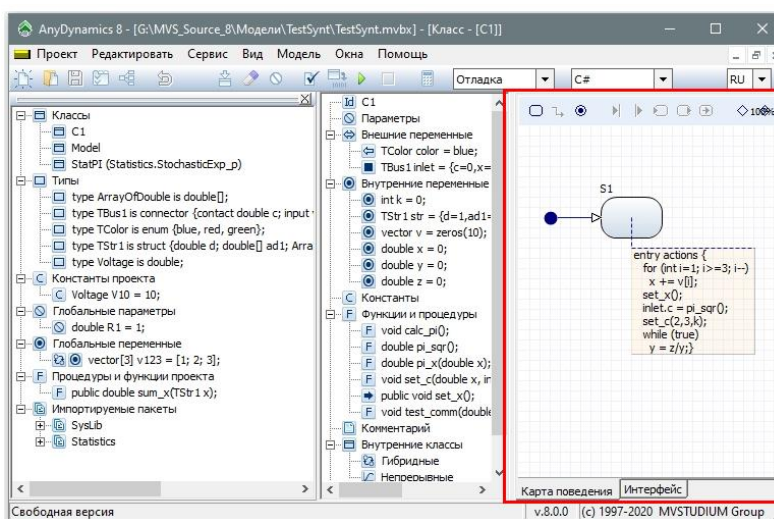 AnyDynamics 8 - [G:\MVS_Source_8\Модели\TestSynt\TestSynt.mvbx] - [Класс - [C1]]
Проект Редактировать Сервис Вид Модель Окна Помощь
Отладка C# RU
Классы
C1
Model
StatPI (Statistics.StochasticExp_p)
Типы
type ArrayOfDouble is double[];
type TBus1 is connector {contact double c; input
type TColor is enum {blue, red, green};
type TStr1 is struct {double d; double[] ad1; Arra
type Voltage is double;
Константы проекта
C Voltage V10 = 10;
Глобальные параметры
double R1 = 1;
Глобальные переменные
vector[3] v123 = [1; 2; 3];
F Процедуры и функции проекта
F public double sum_x(TStr1 x);
Импортируемые пакеты
SysLib
Statistics
Id C1
Параметры
Внешние переменные
TColor color = blue;
TBus1 inlet = {c=0,x=
Внутренние переменные
int k = 0;
TStr1 str = {d=1,ad1=
vector v = zeros(10);
double x = 0;
double y = 0;
double z = 0;
C Константы
F Функции и процедуры
F void calc_pi();
F double pi_sqr();
F double pi_x(double x);
F void set_c(double x, ir
public void set_x();
F void test_comm(double
Комментарий
Внутренние классы
Гибридные
Непрерывные
100%
S1
entry actions {
for (int i=1; i>=3; i--)
x += v[i];
set_x();
inlet.c = pi_sqr();
set_c(2,3,k);
while (true)
y = z/y;}
Карта поведения Интерфейс
Свободная версия v.8.0.0 (c) 1997-2020 MVSTUDIUM Group